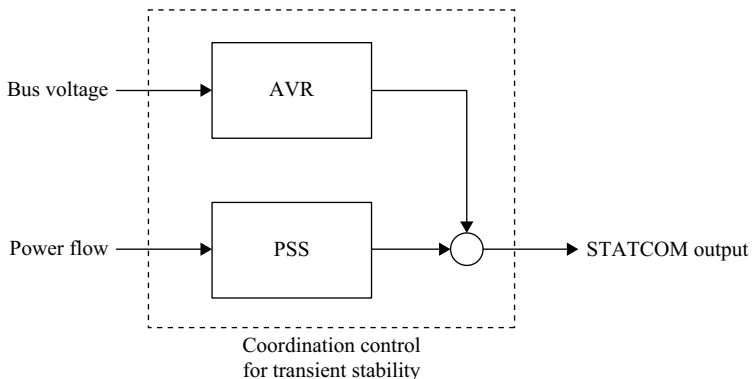 Bus voltage
AVR
Power flow
PSS
STATCOM output
Coordination control
for transient stability